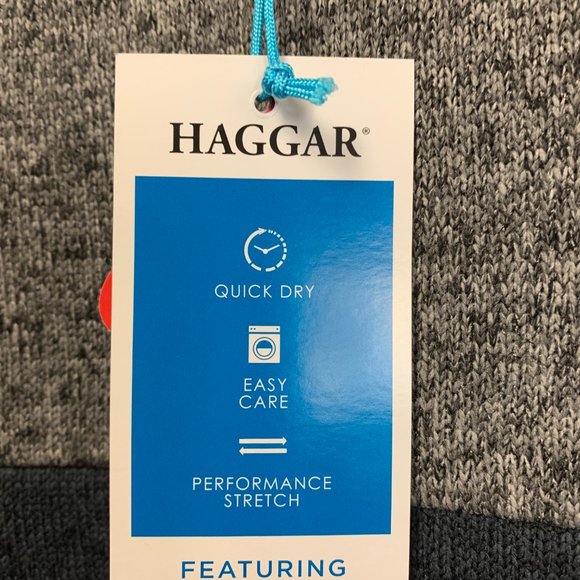 HAGGAR®
QUICK DRY
EASY
CARE
PERFORMANCE
STRETCH
FEATURING